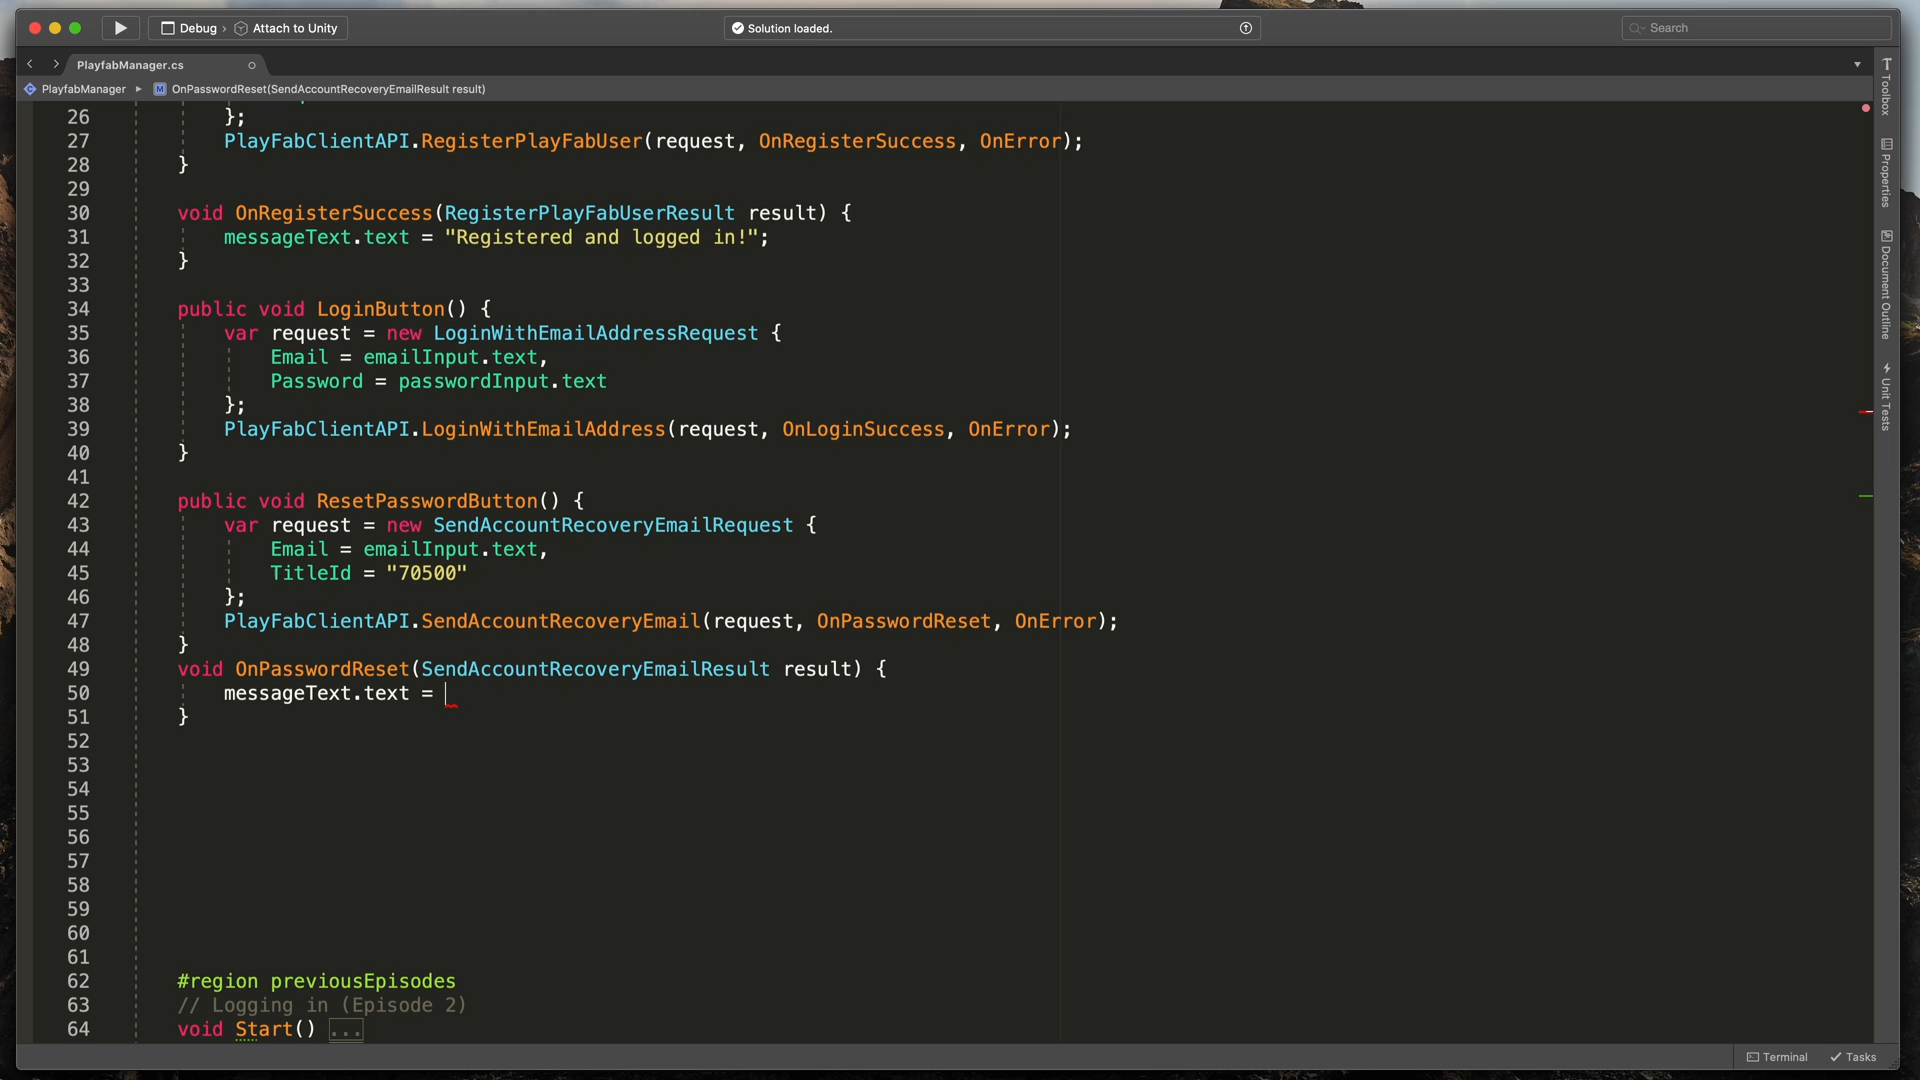 Debug › Attach to Unity
Solution loaded.
Search
PlayfabManager.cs
PlayfabManager ▸ M OnPasswordReset(SendAccountRecoveryEmailResult result)
26 };
27 PlayFabClientAPI.RegisterPlayFabUser(request, OnRegisterSuccess, OnError);
28 }
29
30 void OnRegisterSuccess(RegisterPlayFabUserResult result) {
31 messageText.text = "Registered and logged in!";
32 }
33
34 public void LoginButton() {
35 var request = new LoginWithEmailAddressRequest {
36 Email = emailInput.text,
37 Password = passwordInput.text
38 };
39 PlayFabClientAPI.LoginWithEmailAddress(request, OnLoginSuccess, OnError);
40 }
41
42 public void ResetPasswordButton() {
43 var request = new SendAccountRecoveryEmailRequest {
44 Email = emailInput.text,
45 TitleId = "70500"
46 };
47 PlayFabClientAPI.SendAccountRecoveryEmail(request, OnPasswordReset, OnError);
48 }
49 void OnPasswordReset(SendAccountRecoveryEmailResult result) {
50 messageText.text =
51 }
52
53
54
55
56
57
58
59
60
61
62 #region previousEpisodes
63 // Logging in (Episode 2)
64 void Start() ...
Toolbox
Properties
Document Outline
Unit Tests
Terminal
Tasks